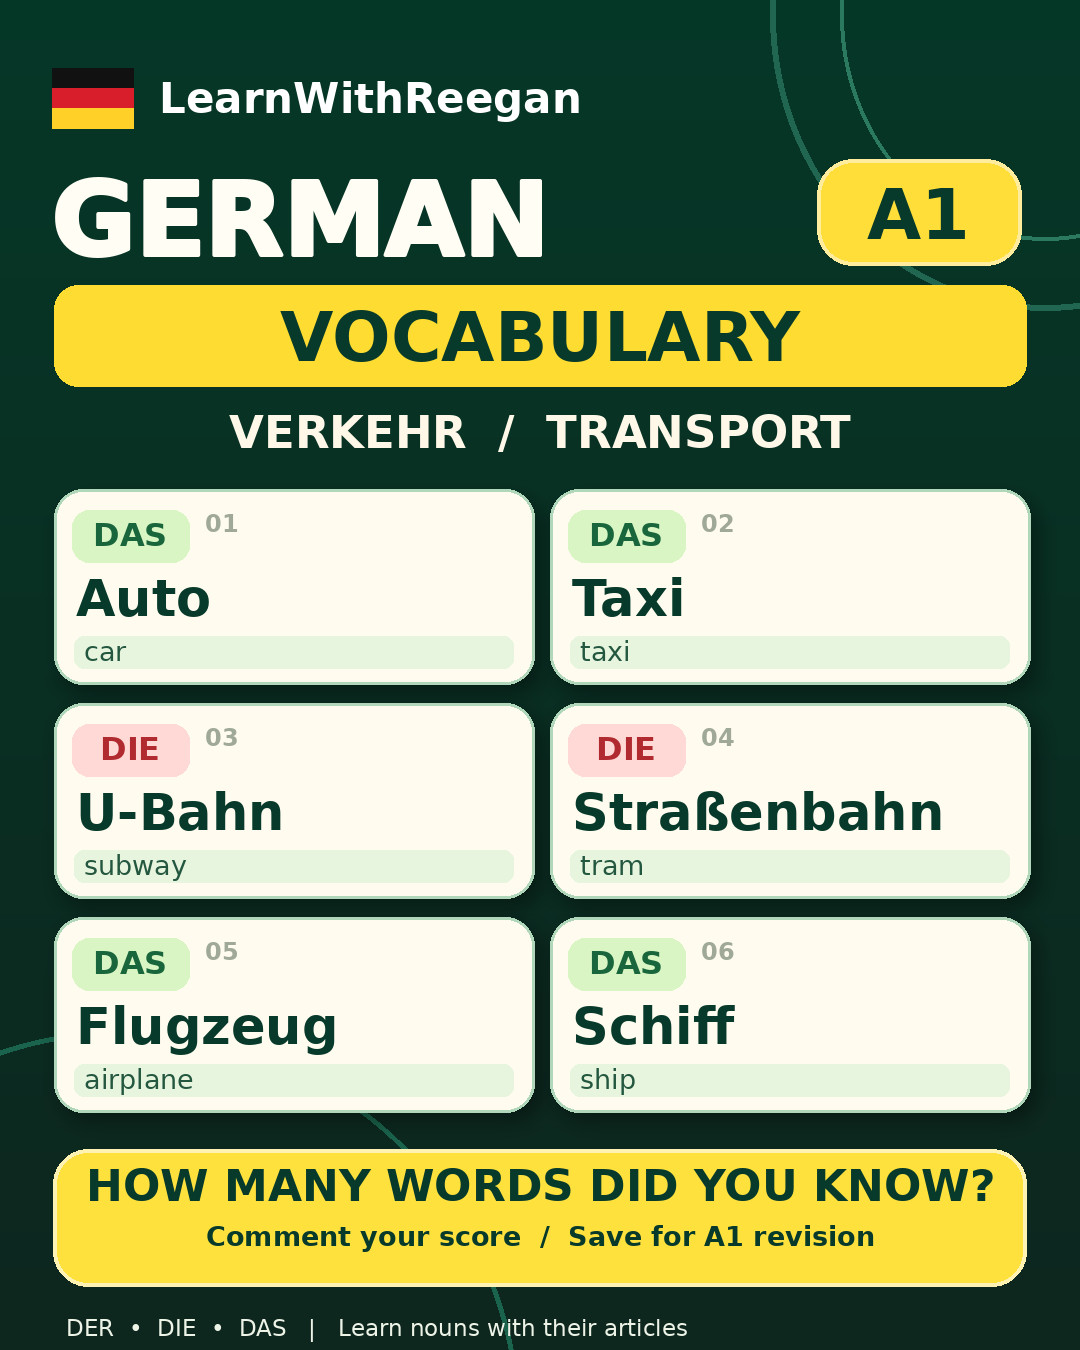 LearnWithReegan
GERMAN
A1
VOCABULARY
VERKEHR / TRANSPORT
DAS 01
Auto
car
DAS 02
Taxi
taxi
DIE 03
U-Bahn
subway
DIE 04
Straßenbahn
tram
DAS 05
Flugzeug
airplane
DAS 06
Schiff
ship
HOW MANY WORDS DID YOU KNOW?
Comment your score / Save for A1 revision
DER • DIE • DAS | Learn nouns with their articles